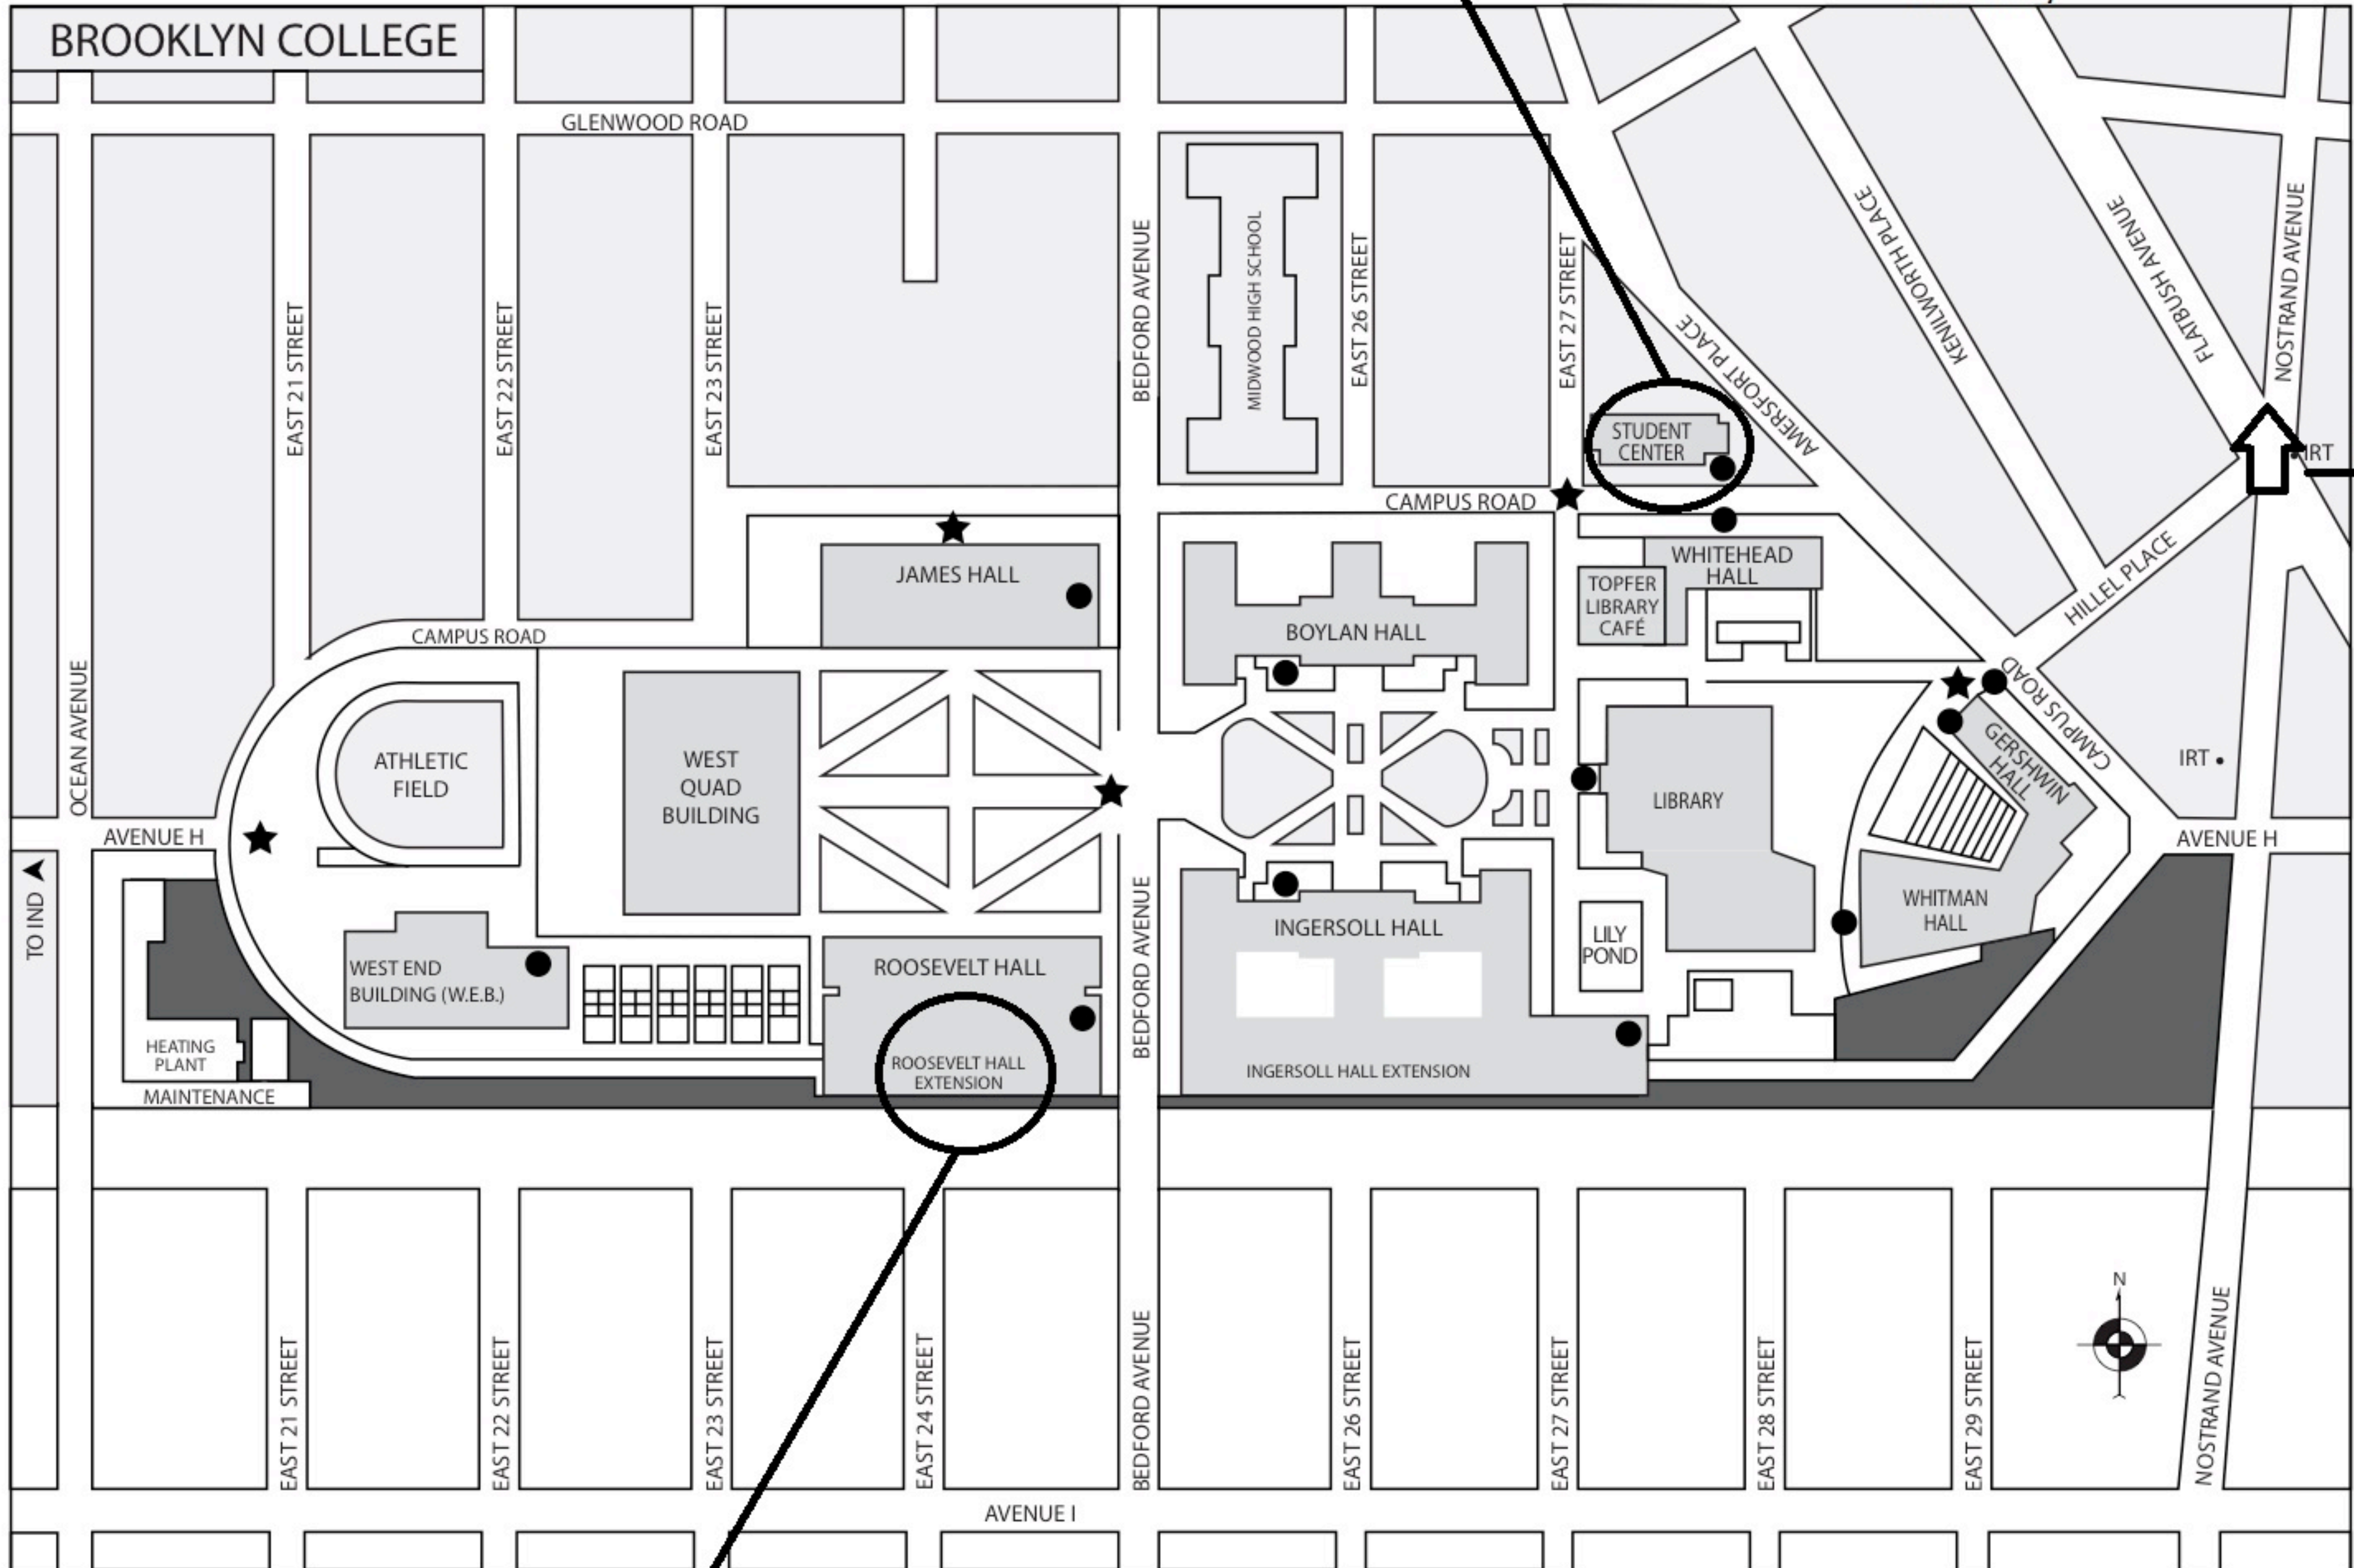 BROOKLYN COLLEGE
GLENWOOD ROAD
EAST 21 STREET
EAST 22 STREET
EAST 23 STREET
BEDFORD AVENUE
MIDWOOD HIGH SCHOOL
EAST 26 STREET
EAST 27 STREET
AMERSFORT PLACE
KENILWORTH PLACE
FLATBUSH AVENUE
NOSTRAND AVENUE
STUDENT
CENTER
IRT
CAMPUS ROAD
JAMES HALL
WHITEHEAD
HALL
TOPFER
LIBRARY
CAFÉ
HILLEL PLACE
BOYLAN HALL
CAMPUS ROAD
OCEAN AVENUE
CAMPUS ROAD
ATHLETIC
FIELD
WEST
QUAD
BUILDING
LIBRARY
GERSHWIN
HALL
IRT
AVENUE H
AVENUE H
TO IND
WHITMAN
HALL
INGERSOLL HALL
LILY
POND
WEST END
BUILDING (W.E.B.)
ROOSEVELT HALL
BEDFORD AVENUE
HEATING
PLANT
ROOSEVELT HALL
EXTENSION
INGERSOLL HALL EXTENSION
MAINTENANCE
N
EAST 21 STREET
EAST 22 STREET
EAST 23 STREET
EAST 24 STREET
BEDFORD AVENUE
EAST 26 STREET
EAST 27 STREET
EAST 28 STREET
EAST 29 STREET
NOSTRAND AVENUE
AVENUE I